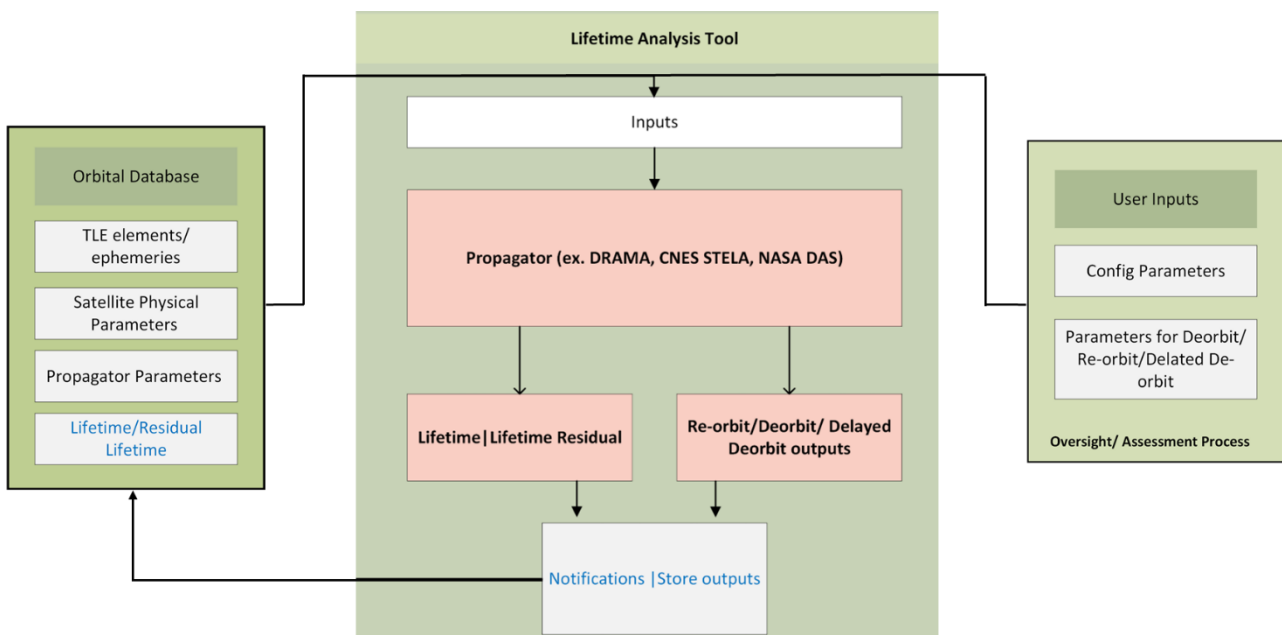 Lifetime Analysis Tool
Inputs
Propagator (ex. DRAMA, CNES STELA, NASA DAS)
Lifetime|Lifetime Residual
Re-orbit/Deorbit/ Delayed
Deorbit outputs
Notifications |Store outputs
Orbital Database
TLE elements/
ephemeries
Satellite Physical
Parameters
Propagator Parameters
Lifetime/Residual
Lifetime
User Inputs
Config Parameters
Parameters for Deorbit/
Re-orbit/Delated De-
orbit
Oversight/ Assessment Process